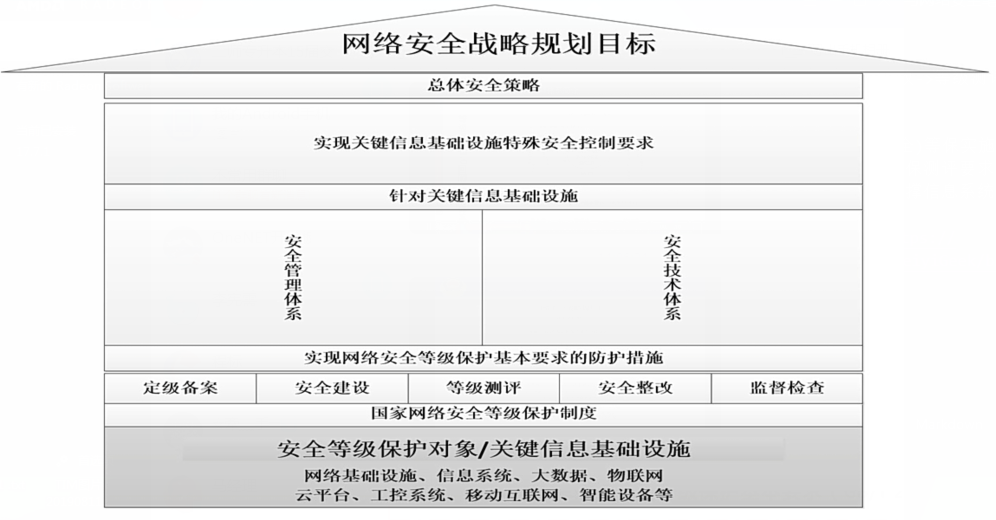 网络安全战略规划目标
总体安全策略
实现关键信息基础设施特殊安全控制要求
针对关键信息基础设施
安全管理体系
安全技术体系
实现网络安全等级保护基本要求的防护措施
定级备案 安全建设 等级测评 安全整改 监督检查
国家网络安全等级保护制度
安全等级保护对象/关键信息基础设施
网络基础设施、信息系统、大数据、物联网
云平台、工控系统、移动互联网、智能设备等